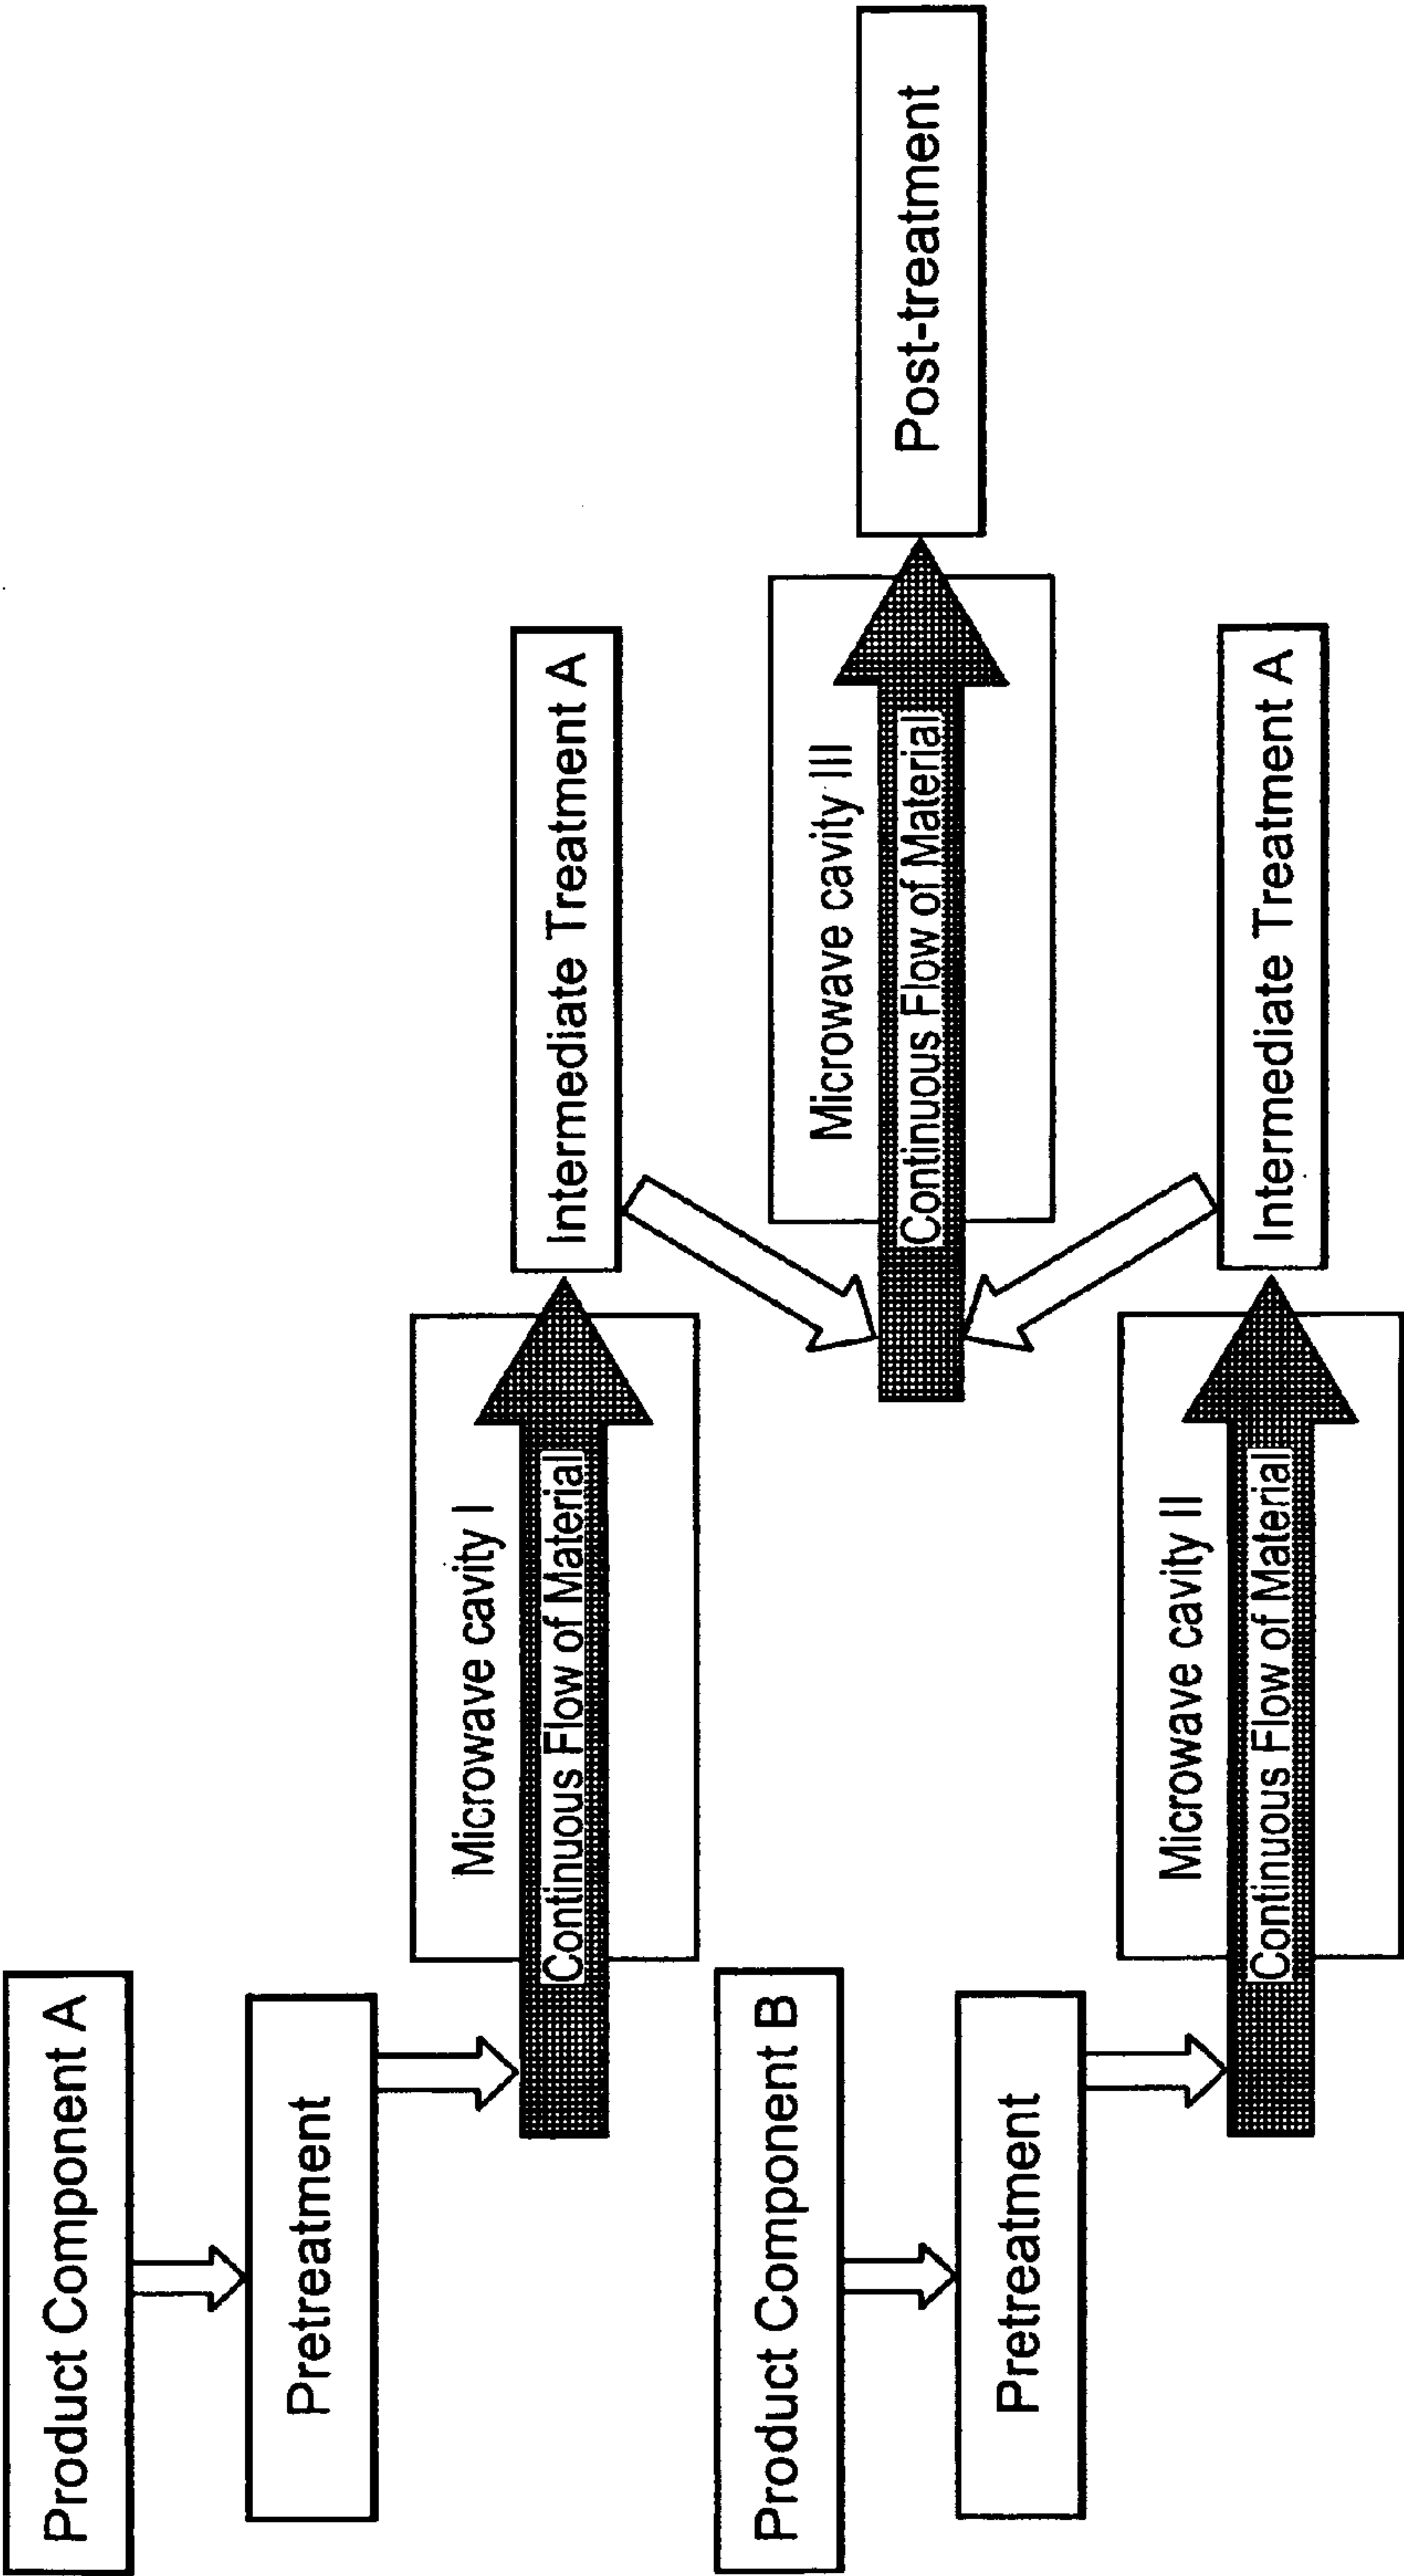 Product Component A
Pretreatment
Microwave cavity I
Continuous Flow of Material
Intermediate Treatment A
Product Component B
Pretreatment
Microwave cavity II
Continuous Flow of Material
Intermediate Treatment A
Microwave cavity III
Continuous Flow of Material
Post-treatment